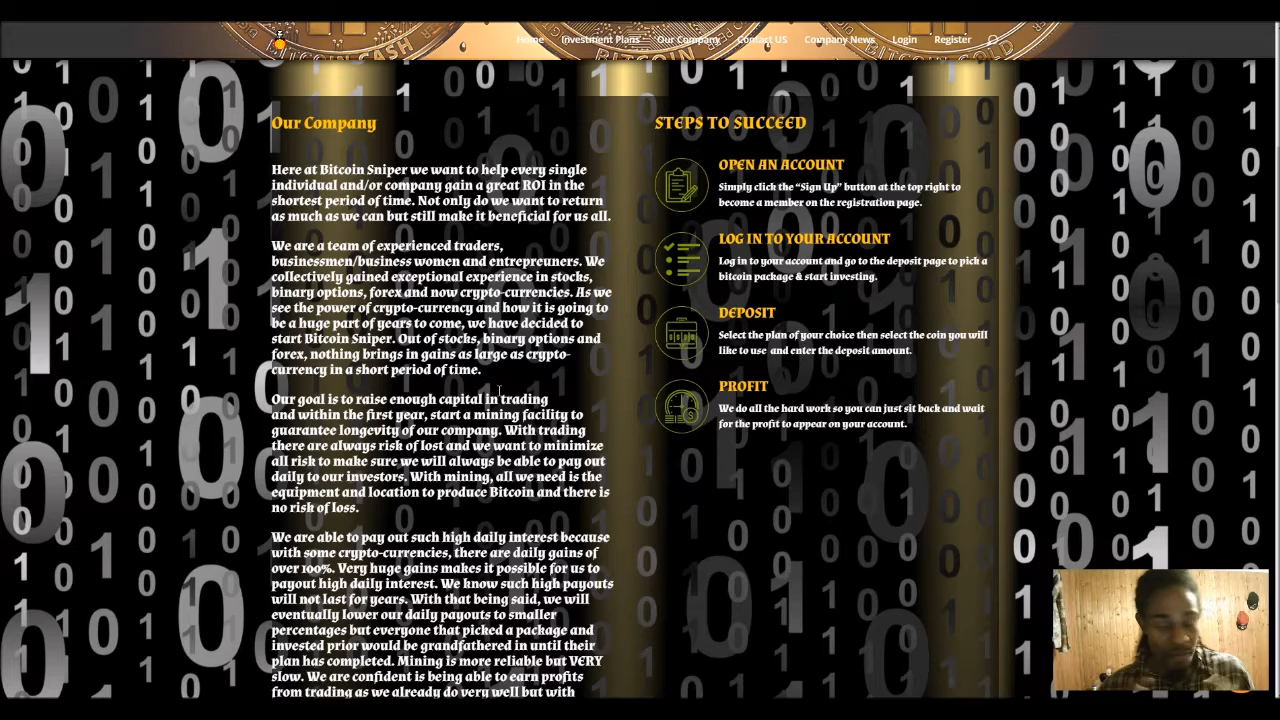 BITCOIN CASH
BITCOIN
BITCOIN GOLD
Home Investment Plans Our Company Contact US Company News Login Register
Our Company
Here at Bitcoin Sniper we want to help every single
individual and/or company gain a great ROI in the
shortest period of time. Not only do we want to return
as much as we can but still make it beneficial for us all.
We are a team of experienced traders,
businessmen/business women and entrepreuners. We
collectively gained exceptional experience in stocks,
binary options, forex and now crypto-currencies. As we
see the power of crypto-currency and how it is going to
be a huge part of years to come, we have decided to
start Bitcoin Sniper. Out of stocks, binary options and
forex, nothing brings in gains as large as crypto-
currency in a short period of time.
Our goal is to raise enough capital in trading
and within the first year, start a mining facility to
guarantee longevity of our company. With trading
there are always risk of lost and we want to minimize
all risk to make sure we will always be able to pay out
daily to our investors. With mining, all we need is the
equipment and location to produce Bitcoin and there is
no risk of loss.
We are able to pay out such high daily interest because
with some crypto-currencies, there are daily gains of
over 100%. Very huge gains makes it possible for us to
payout high daily interest. We know such high payouts
will not last for years. With that being said, we will
eventually lower our daily payouts to smaller
percentages but everyone that picked a package and
invested prior would be grandfathered in until their
plan has completed. Mining is more reliable but VERY
slow. We are confident is being able to earn profits
from trading as we already do very well but with
STEPS TO SUCCEED
OPEN AN ACCOUNT
Simply click the “Sign Up” button at the top right to
become a member on the registration page.
LOG IN TO YOUR ACCOUNT
Log in to your account and go to the deposit page to pick a
bitcoin package & start investing.
DEPOSIT
Select the plan of your choice then select the coin you will
like to use and enter the deposit amount.
PROFIT
We do all the hard work so you can just sit back and wait
for the profit to appear on your account.